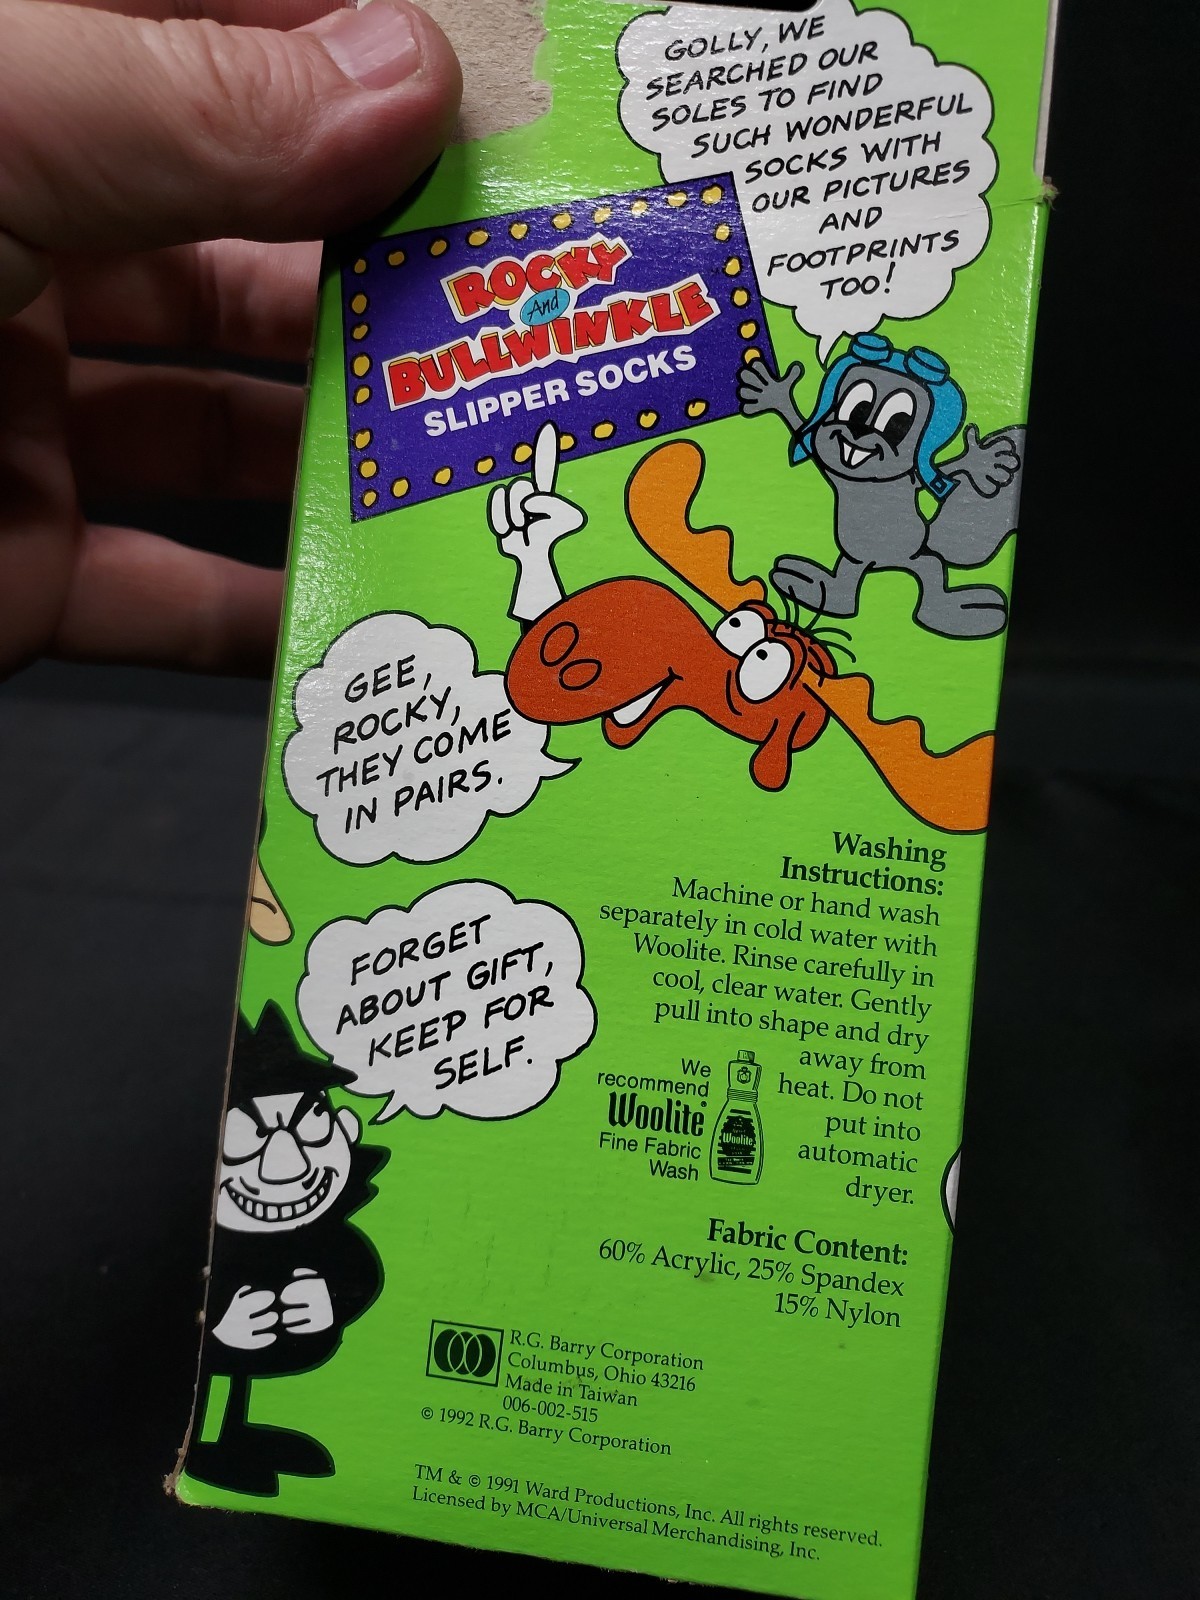 GOLLY, WE
SEARCHED OUR
SOLES TO FIND
SUCH WONDERFUL
SOCKS WITH
OUR PICTURES
AND
FOOTPRINTS
TOO!
ROCKY
And
BULLWINKLE
SLIPPER SOCKS
GEE,
ROCKY,
THEY COME
IN PAIRS.
FORGET
ABOUT GIFT,
KEEP FOR
SELF.
Washing
Instructions:
Machine or hand wash
separately in cold water with
Woolite. Rinse carefully in
cool, clear water. Gently
pull into shape and dry
away from
heat. Do not
put into
automatic
dryer.
We
recommend
Woolite
Fine Fabric
Wash
Woolite
Fabric Content:
60% Acrylic, 25% Spandex
15% Nylon
R.G. Barry Corporation
Columbus, Ohio 43216
Made in Taiwan
006-002-515
© 1992 R.G. Barry Corporation
TM & © 1991 Ward Productions, Inc. All rights reserved.
Licensed by MCA/Universal Merchandising, Inc.